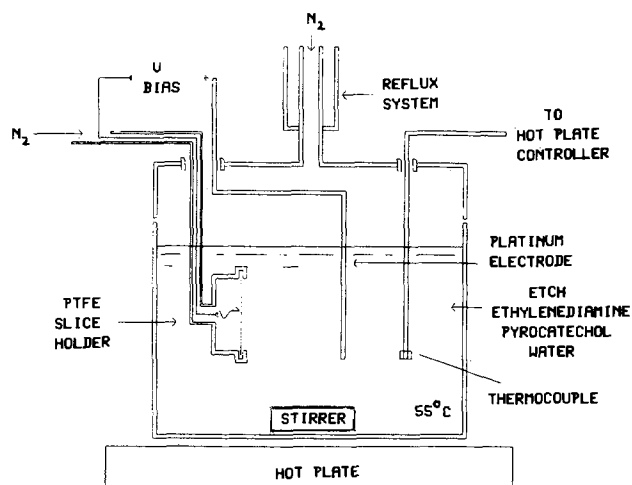 N2
V
BIAS
REFLUX
SYSTEM
TO
HOT PLATE
CONTROLLER
N2
PLATINUM
ELECTRODE
PTFE
SLICE
HOLDER
ETCH
ETHYLENEDIAMINE
PYROCATECHOL
WATER
THERMOCOUPLE
55°C
STIRRER
HOT PLATE